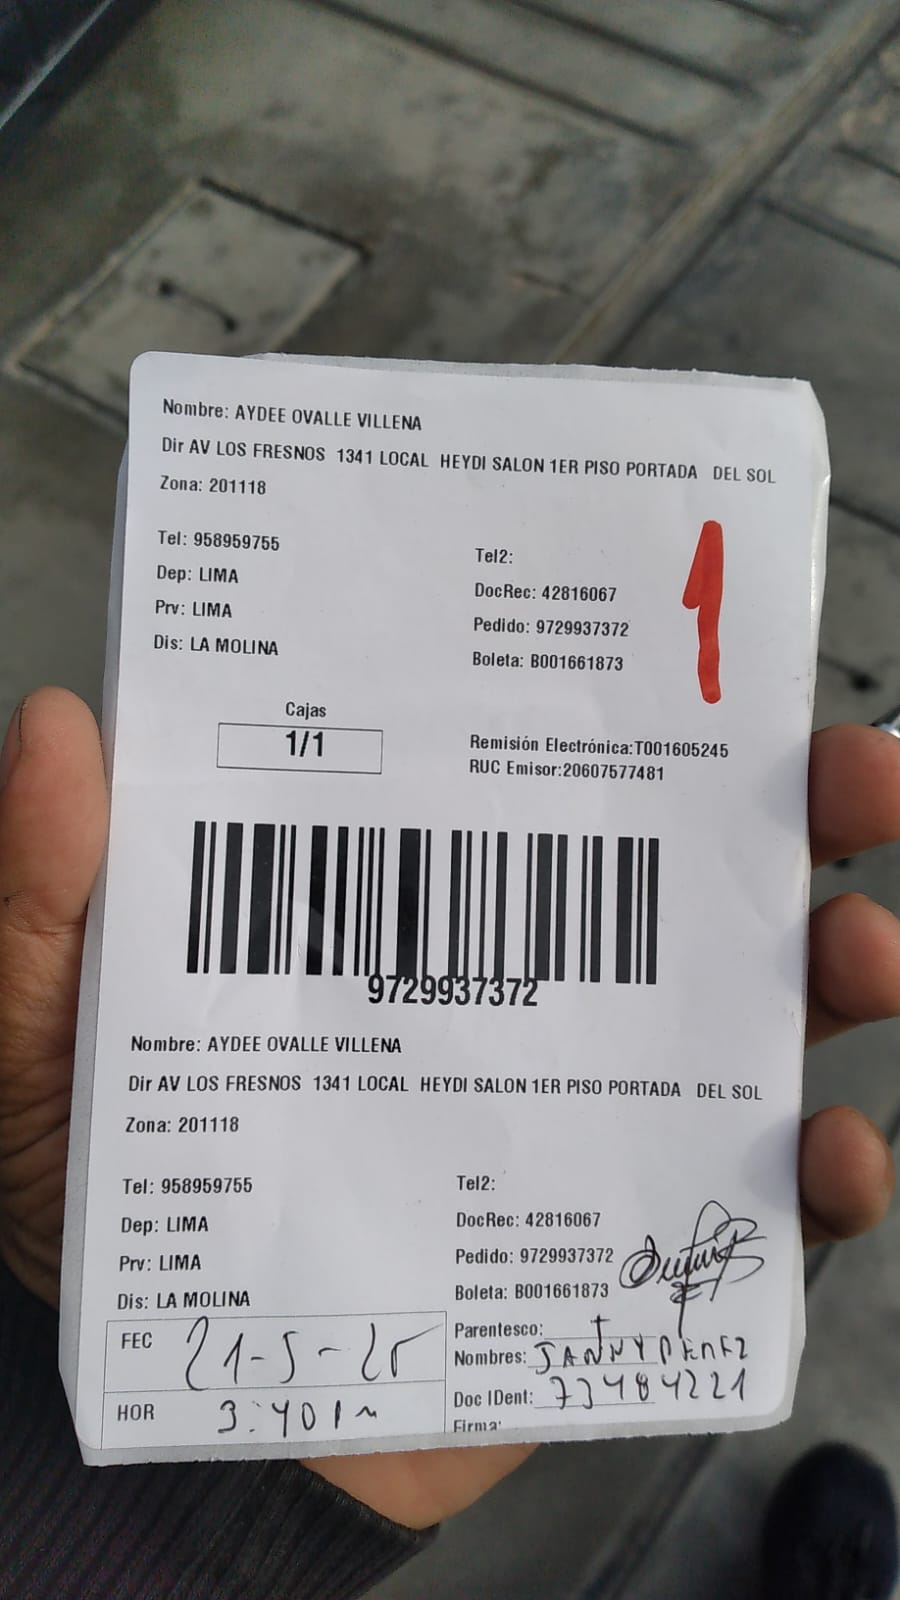 Nombre: AYDEE OVALLE VILLENA
Dir AV LOS FRESNOS 1341 LOCAL HEYDI SALON 1ER PISO PORTADA DEL SOL
Zona: 201118
Tel: 958959755
Tel2:
Dep: LIMA
DocRec: 42816067
Prv: LIMA
Pedido: 9729937372
Dis: LA MOLINA
Boleta: B001661873
1
Cajas
1/1
Remisión Electrónica:T001605245
RUC Emisor:20607577481
9729937372
Nombre: AYDEE OVALLE VILLENA
Dir AV LOS FRESNOS 1341 LOCAL HEYDI SALON 1ER PISO PORTADA DEL SOL
Zona: 201118
Tel: 958959755
Tel2:
Dep: LIMA
DocRec: 42816067
Prv: LIMA
Pedido: 9729937372
Dis: LA MOLINA
Boleta: B001661873
FEC 21-5-25
Parentesco:
Nombres: JANNY PEREZ
HOR 3:40
Doc IDent: 73484221
Firma: